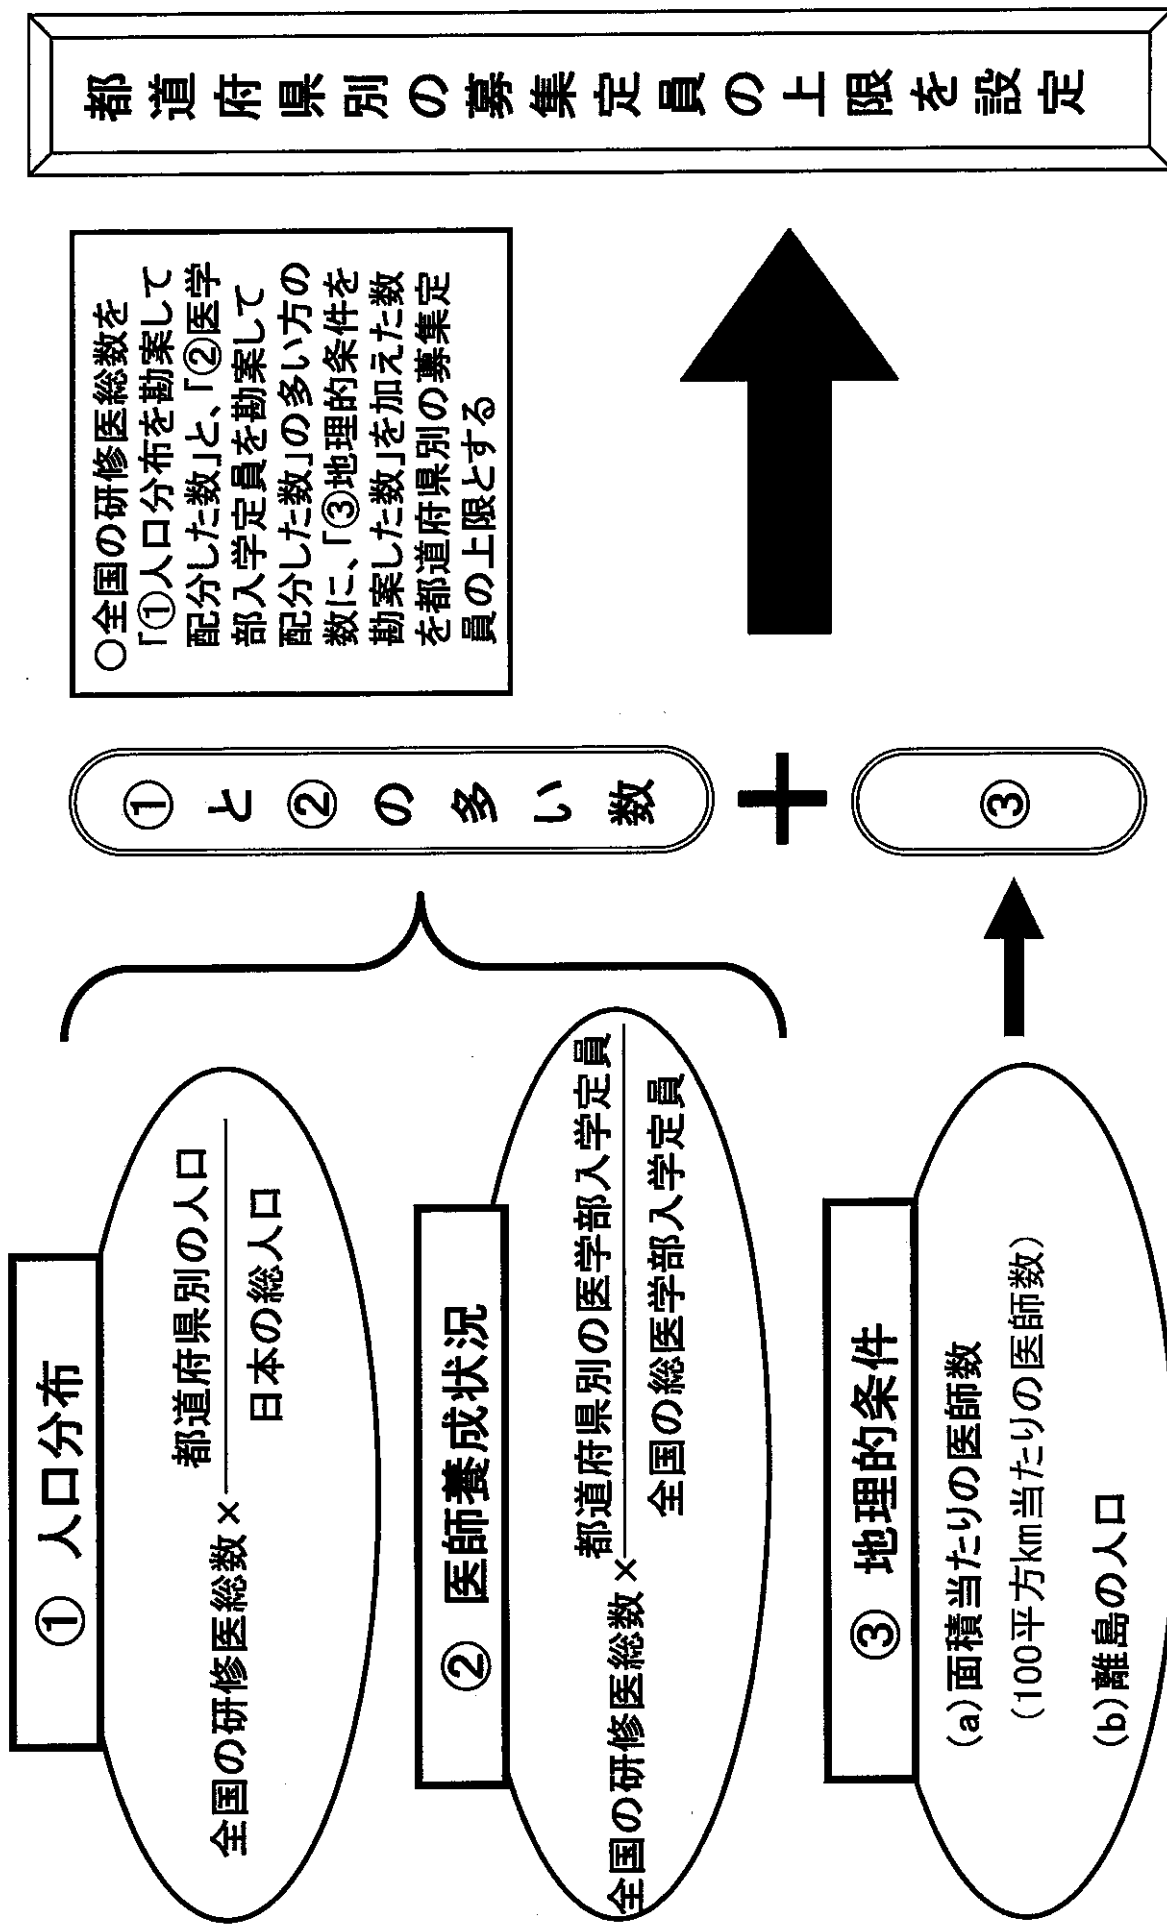 ① 人口分布
全国の研修医総数×
都道府県別の人口
日本の総人口
② 医師養成状況
全国の研修医総数×
都道府県別の医学部入学定員
全国の総医学部入学定員
③ 地理的条件
(a)面積当たりの医師数
(100平方km当たりの医師数)
(b)離島の人口
①と②の多い数
＋
③
○全国の研修医総数を
「①人口分布を勘案して
配分した数」と、「②医学
部入学定員を勘案して
配分した数」の多い方の
数に、「③地理的条件を
勘案した数」を加えた数
を都道府県別の募集定
員の上限とする
都道府県別の募集定員の上限を設定